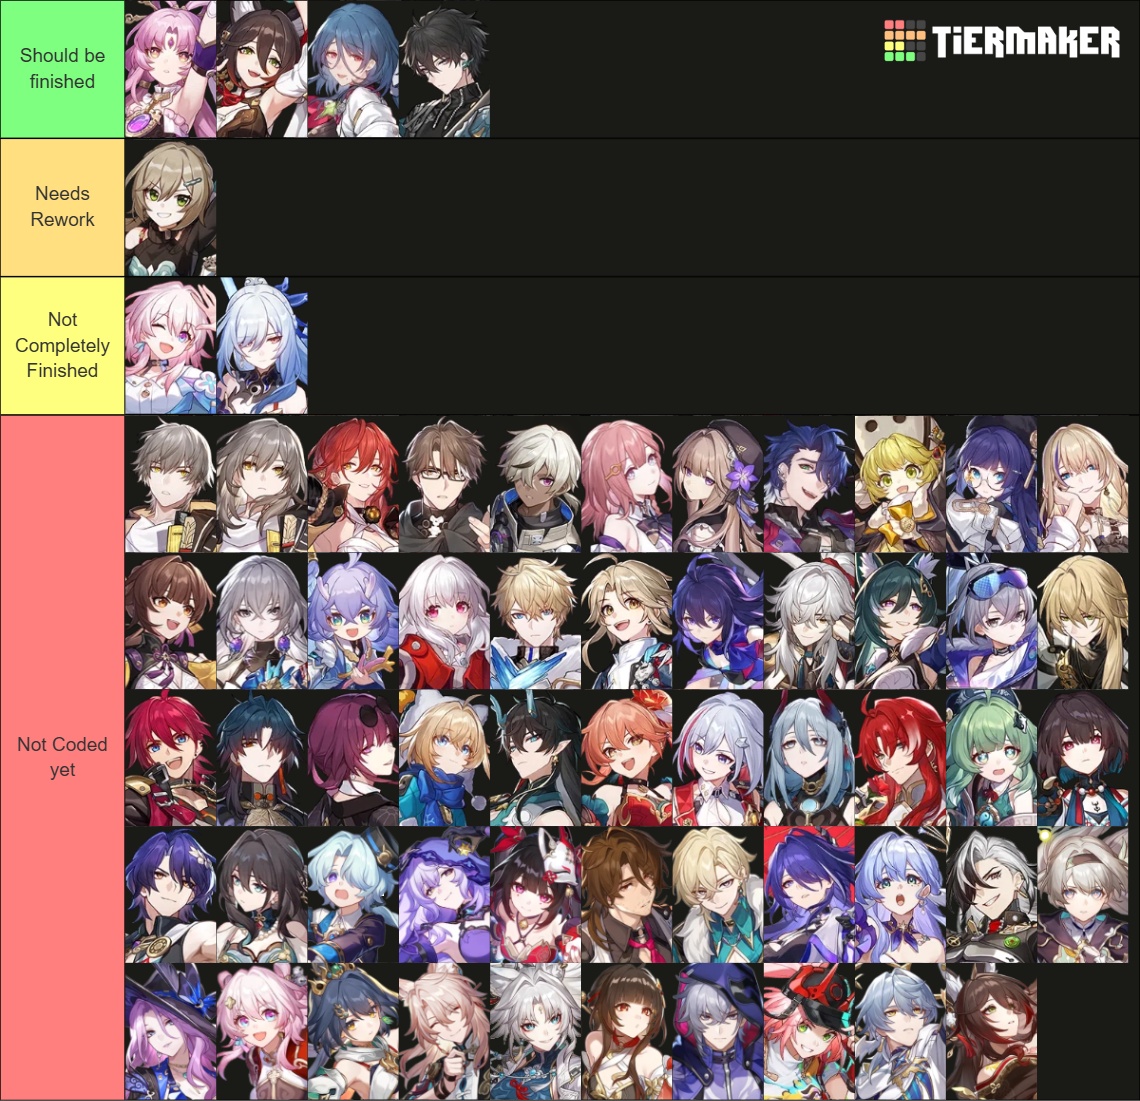 Should be
finished
TiERMAKER
Needs
Rework
Not
Completely
Finished
Not Coded
yet